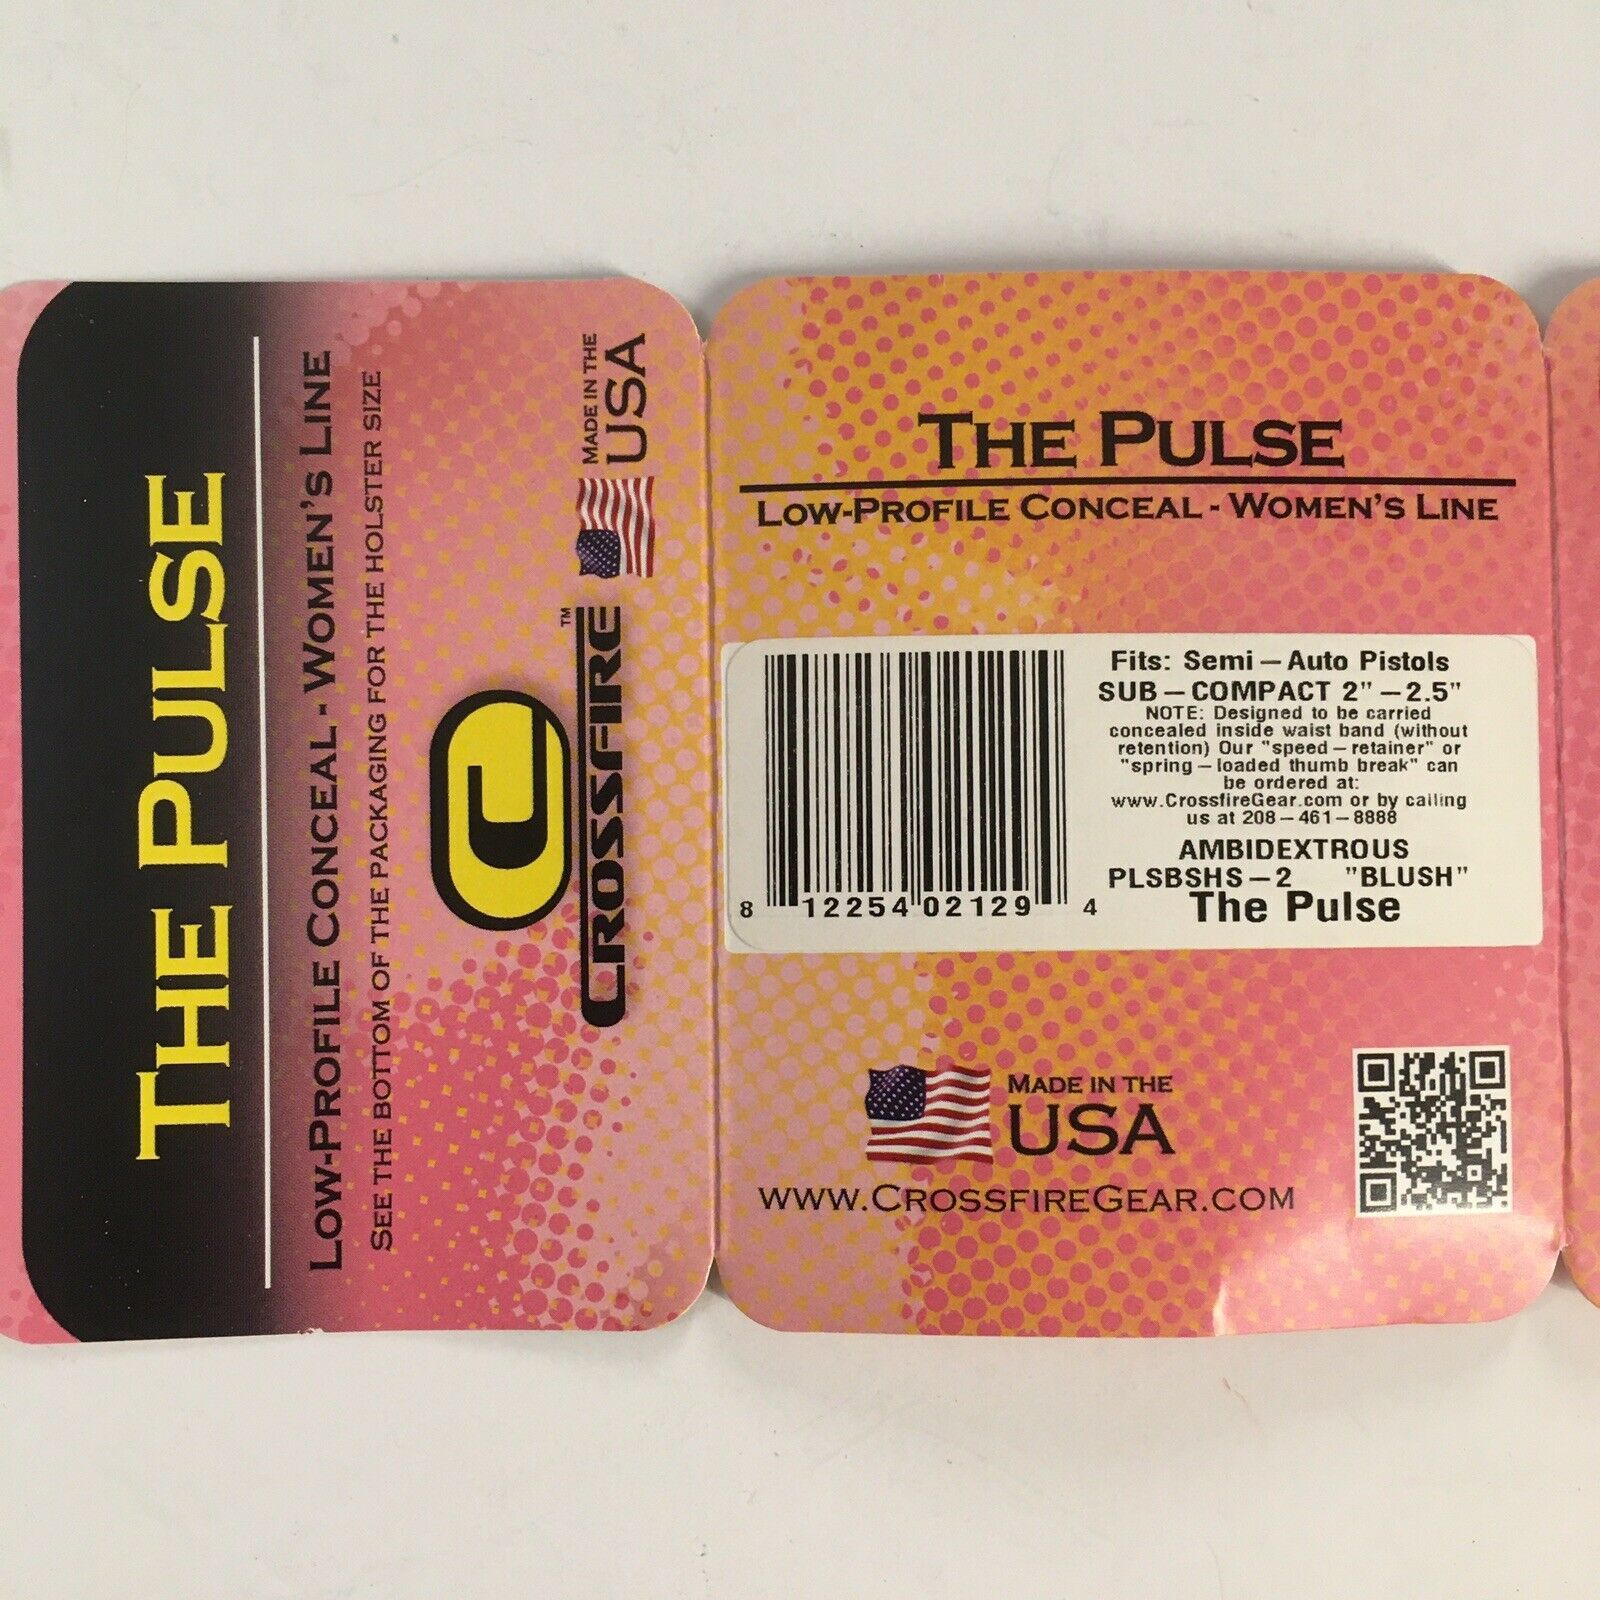 THE PULSE
LOW-PROFILE CONCEAL - WOMEN'S LINE
SEE THE BOTTOM OF THE PACKAGING FOR THE HOLSTER SIZE
CROSSFIRE™
MADE IN THE
USA
THE PULSE
LOW-PROFILE CONCEAL - WOMEN'S LINE
Fits: Semi-Auto Pistols
SUB-COMPACT 2"-2.5"
NOTE: Designed to be carried
concealed inside waist band (without
retention) Our "speed-retainer" or
"spring-loaded thumb break" can
be ordered at:
www.CrossfireGear.com or by calling
us at 208-461-8888
AMBIDEXTROUS
PLSBSHS-2 "BLUSH"
The Pulse
8 12254 02129 4
MADE IN THE
USA
WWW.CROSSFIREGEAR.COM